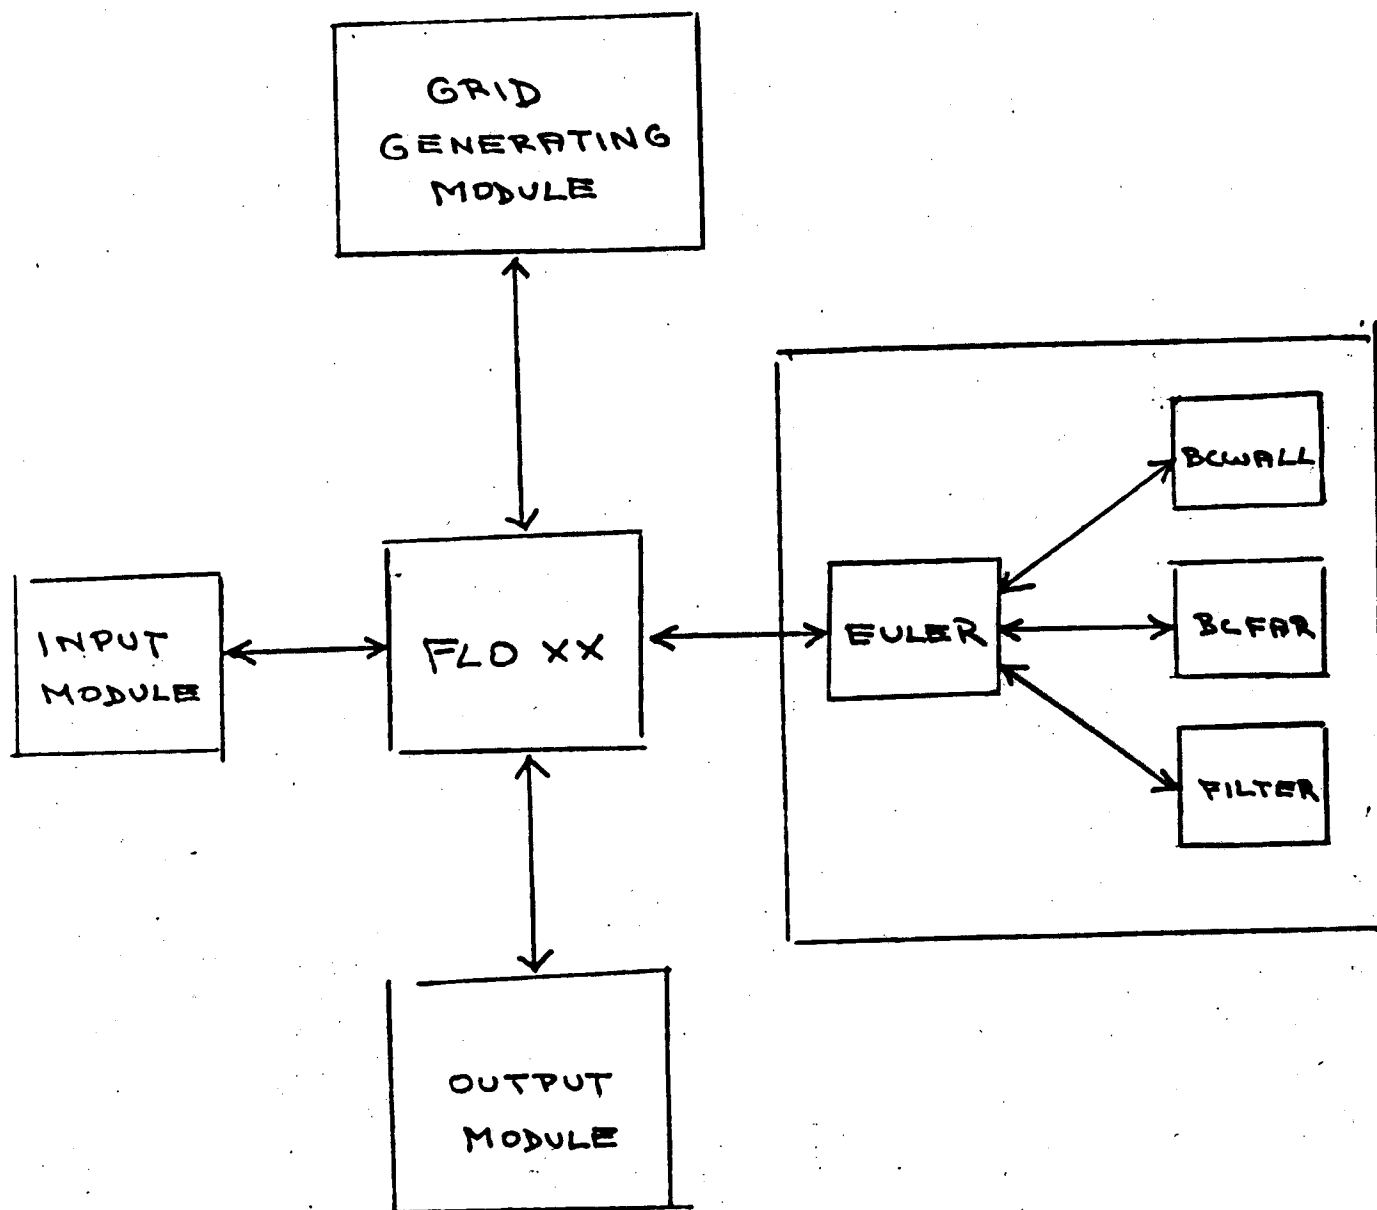 GRID
GENERATING
MODULE
BCWALL
INPUT
MODULE
FLO XX
EULER
BCFAR
FILTER
OUTPUT
MODULE